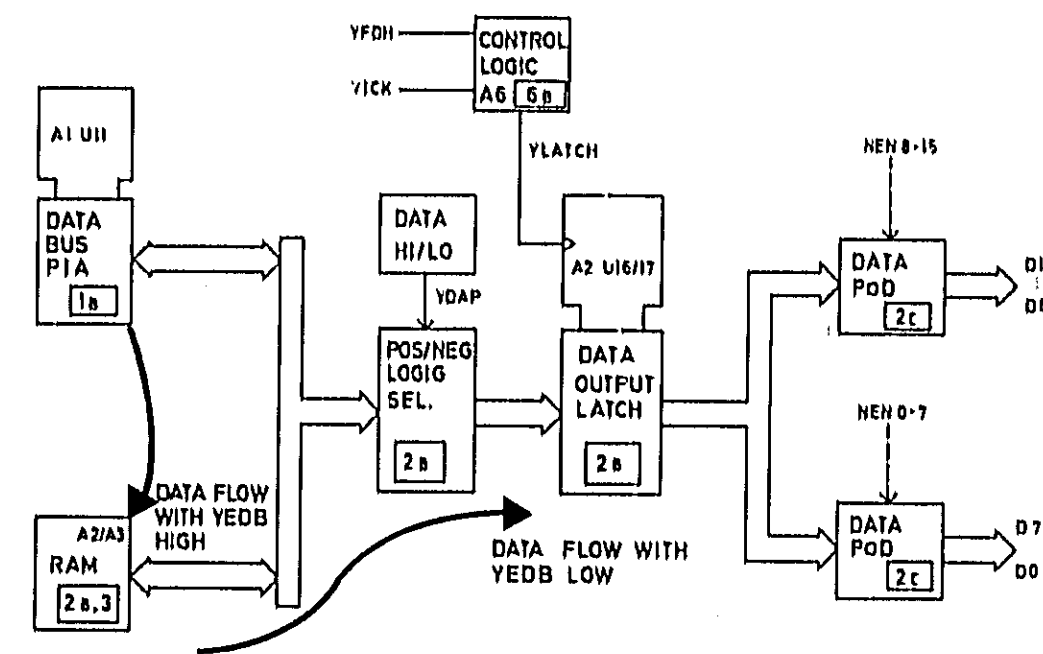 YFDH
YICK
CONTROL
LOGIC
A6 6B
YLATCH
A1 U11
DATA
BUS
PIA
1B
DATA
HI/LO
YDAP
POS/NEG
LOGIG
SEL.
2B
A2 U16/17
DATA
OUTPUT
LATCH
2B
NEN 8-15
DATA
POD
2C
NEN 0-7
DATA
POD
2C
D7
D0
DATA FLOW
WITH YEDB
HIGH
A2/A3
RAM
2B,3
DATA FLOW WITH
YEDB LOW